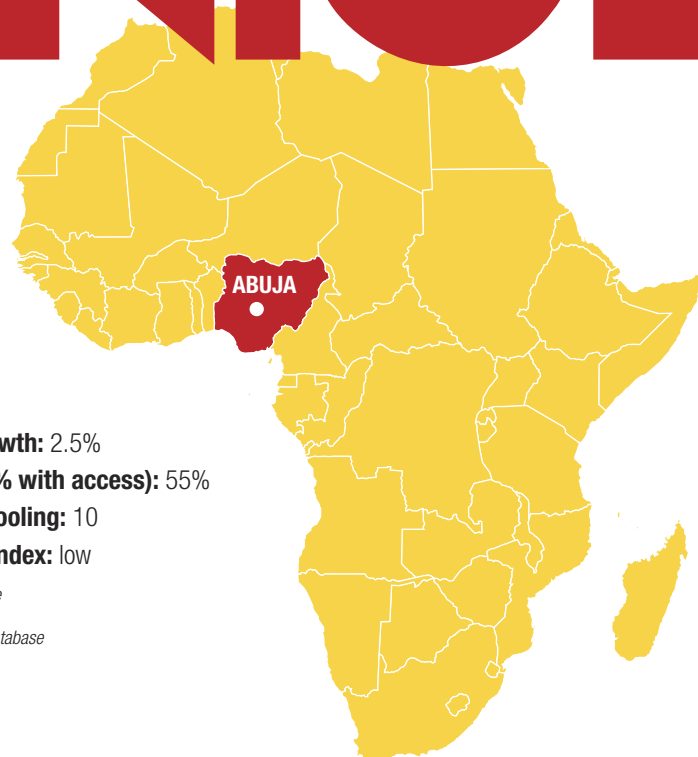 ABUJA
wth: 2.5%
% with access): 55%
ooling: 10
ndex: low
e
tabase